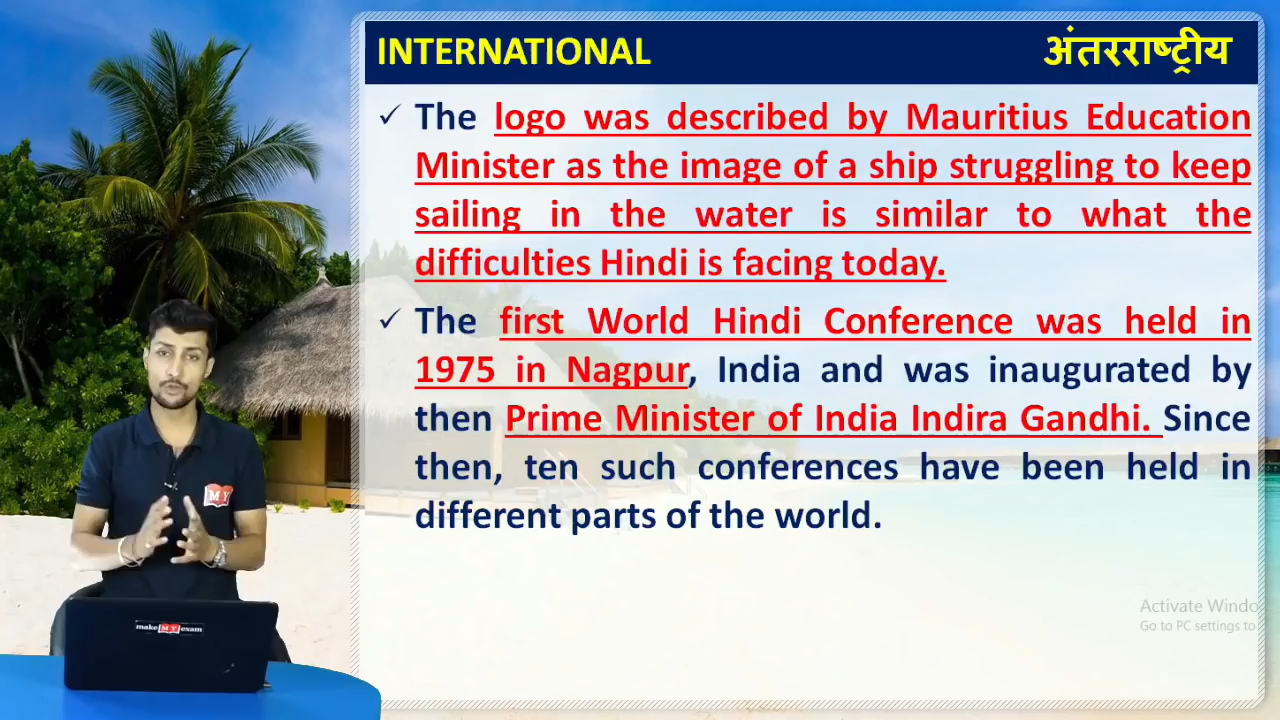 INTERNATIONAL अंतरराष्ट्रीय
✓ The logo was described by Mauritius Education
Minister as the image of a ship struggling to keep
sailing in the water is similar to what the
difficulties Hindi is facing today.
✓ The first World Hindi Conference was held in
1975 in Nagpur, India and was inaugurated by
then Prime Minister of India Indira Gandhi. Since
then, ten such conferences have been held in
different parts of the world.
MY
make MY exam
Activate Windo
Go to PC settings to